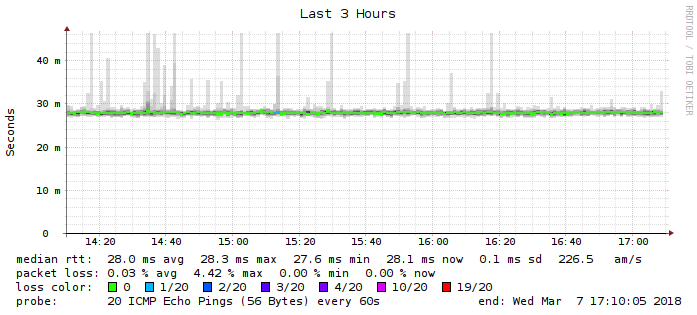 Last 3 Hours
RRDTOOL / TOBI OETIKER
Seconds
40 m
30 m
20 m
10 m
0
14:20 14:40 15:00 15:20 15:40 16:00 16:20 16:40 17:00
median rtt: 28.0 ms avg 28.3 ms max 27.6 ms min 28.1 ms now 0.1 ms sd 226.5 am/s
packet loss: 0.03 % avg 4.42 % max 0.00 % min 0.00 % now
loss color: 0 1/20 2/20 3/20 4/20 10/20 19/20
probe: 20 ICMP Echo Pings (56 Bytes) every 60s end: Wed Mar 7 17:10:05 2018